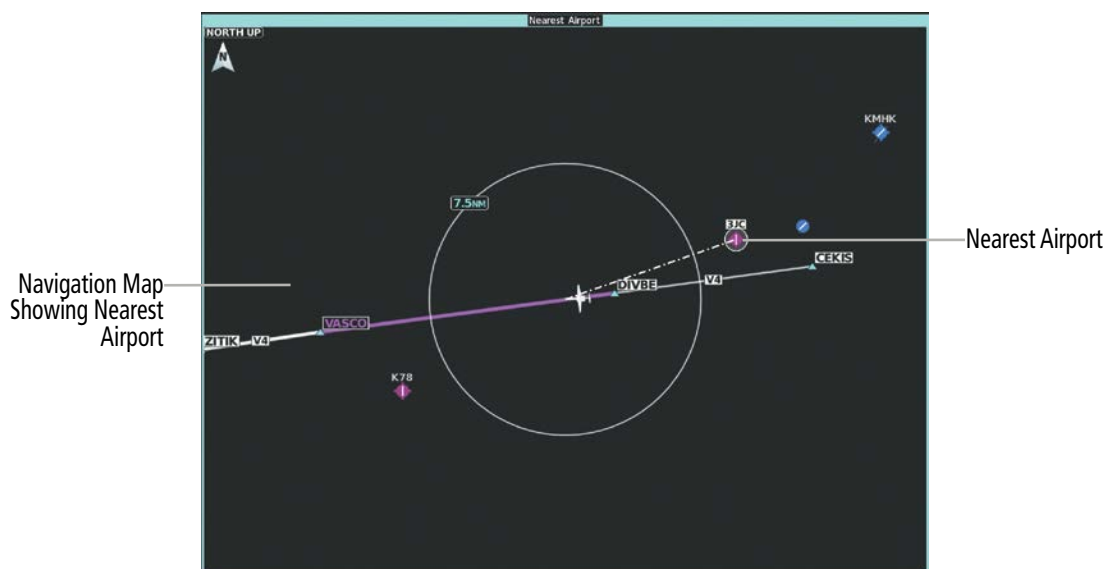 Nearest Airport
NORTH UP
N
KMHK
7.5NM
3JC
Nearest Airport
CEKIS
DIVBE
V4
Navigation Map
Showing Nearest
Airport
VASCO
ZITIK V4
K78